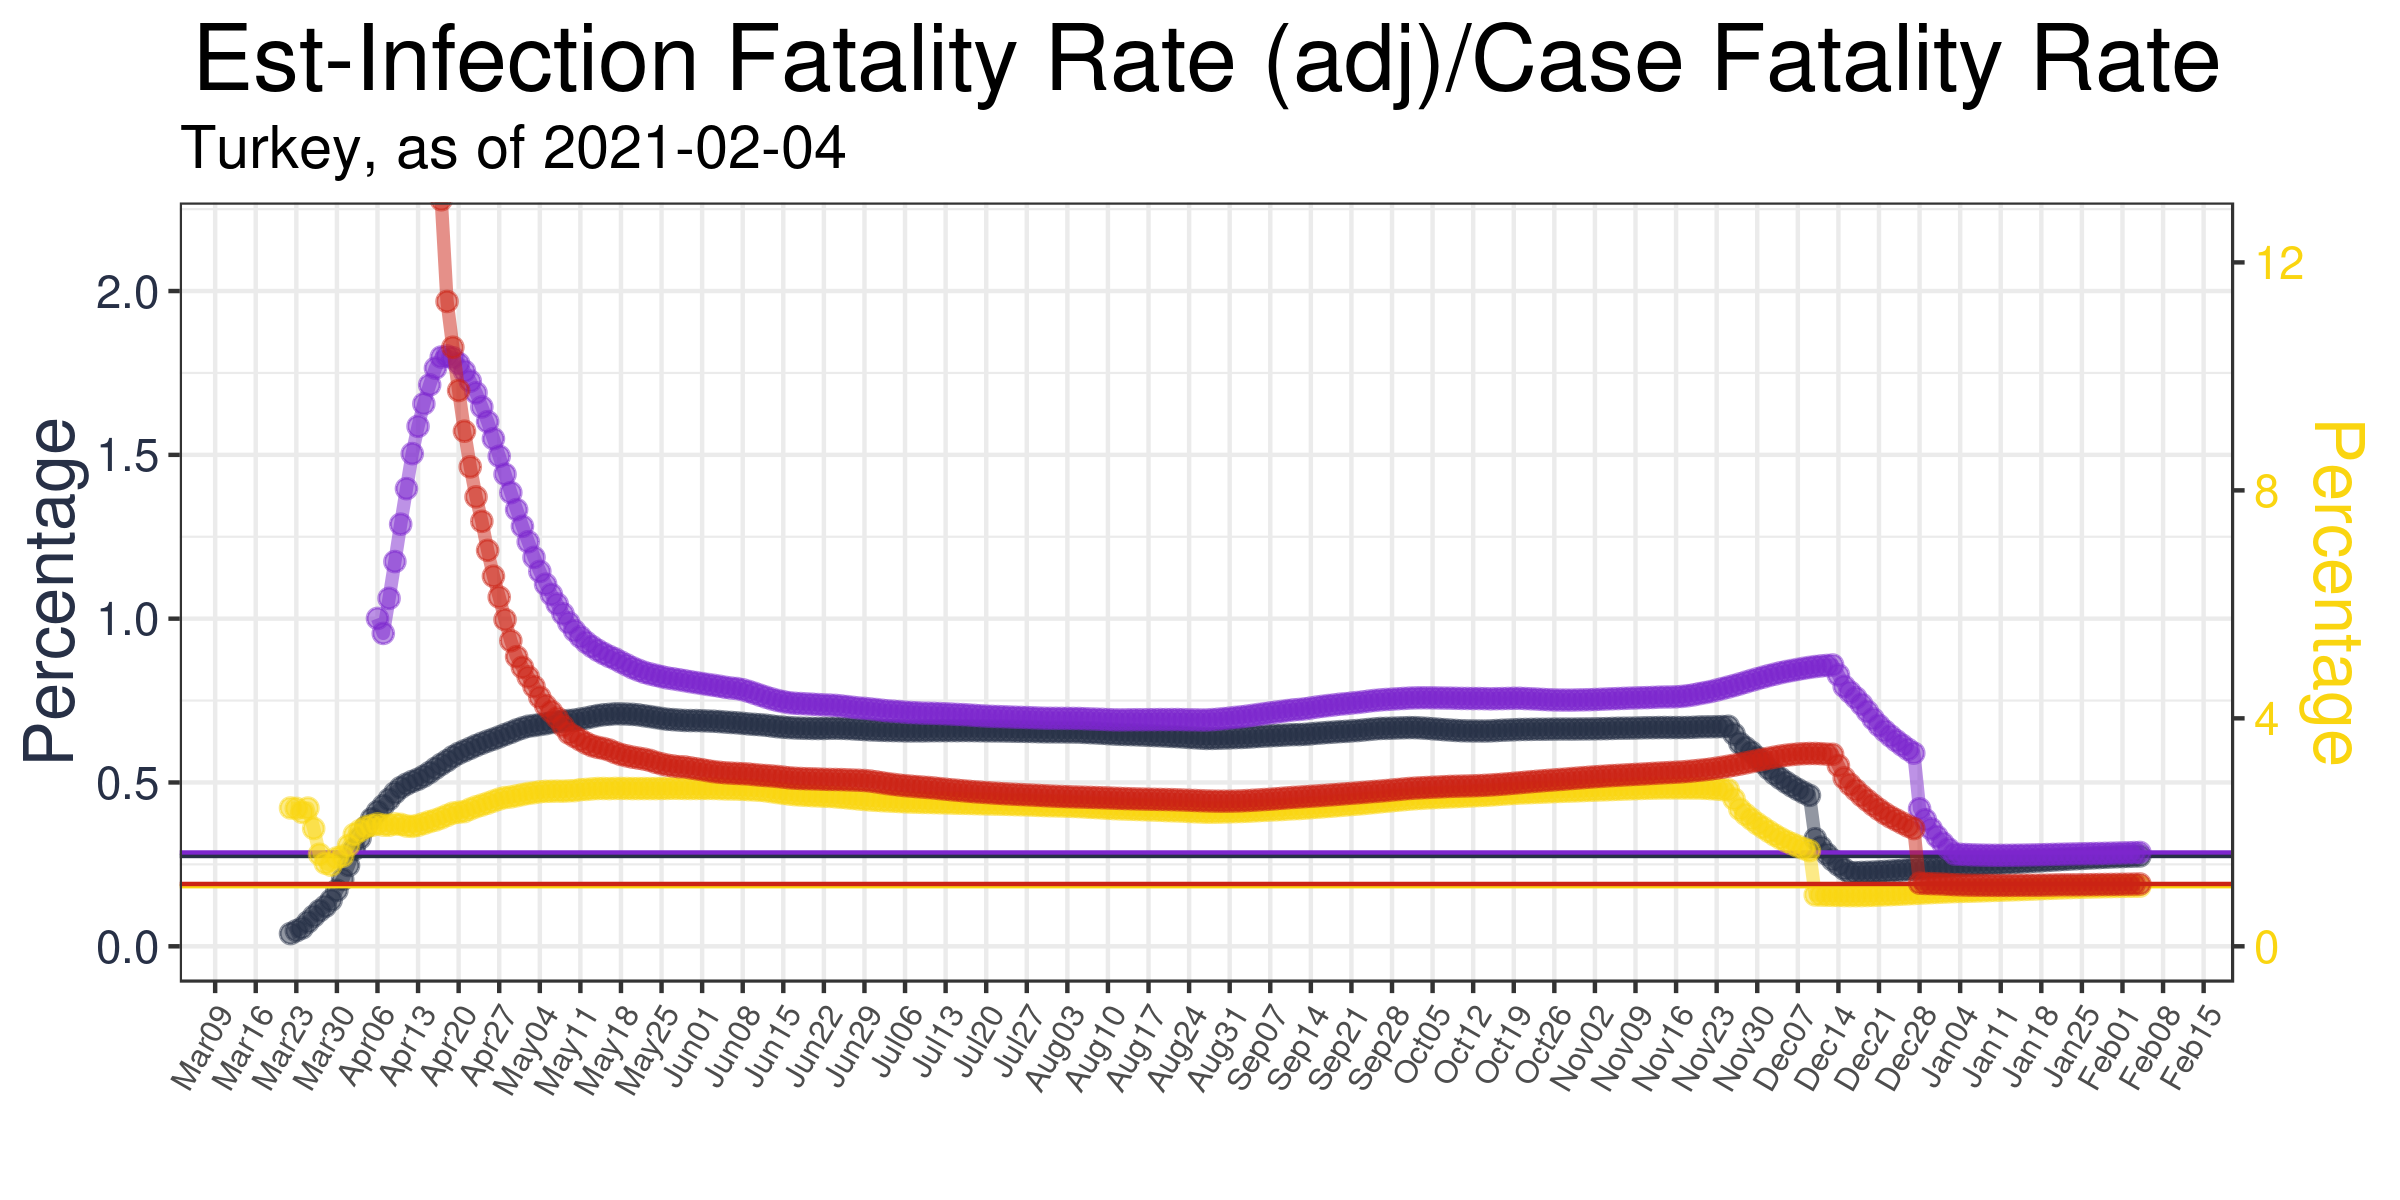 Est-Infection Fatality Rate (adj)/Case Fatality Rate
Turkey, as of 2021-02-04
Percentage
2.0
1.5
1.0
0.5
0.0
12
8
4
0
Percentage
Mar09
Mar16
Mar23
Mar30
Apr06
Apr13
Apr20
Apr27
May04
May11
May18
May25
Jun01
Jun08
Jun15
Jun22
Jun29
Jul06
Jul13
Jul20
Jul27
Aug03
Aug10
Aug17
Aug24
Aug31
Sep07
Sep14
Sep21
Sep28
Oct05
Oct12
Oct19
Oct26
Nov02
Nov09
Nov16
Nov23
Nov30
Dec07
Dec14
Dec21
Dec28
Jan04
Jan11
Jan18
Jan25
Feb01
Feb08
Feb15